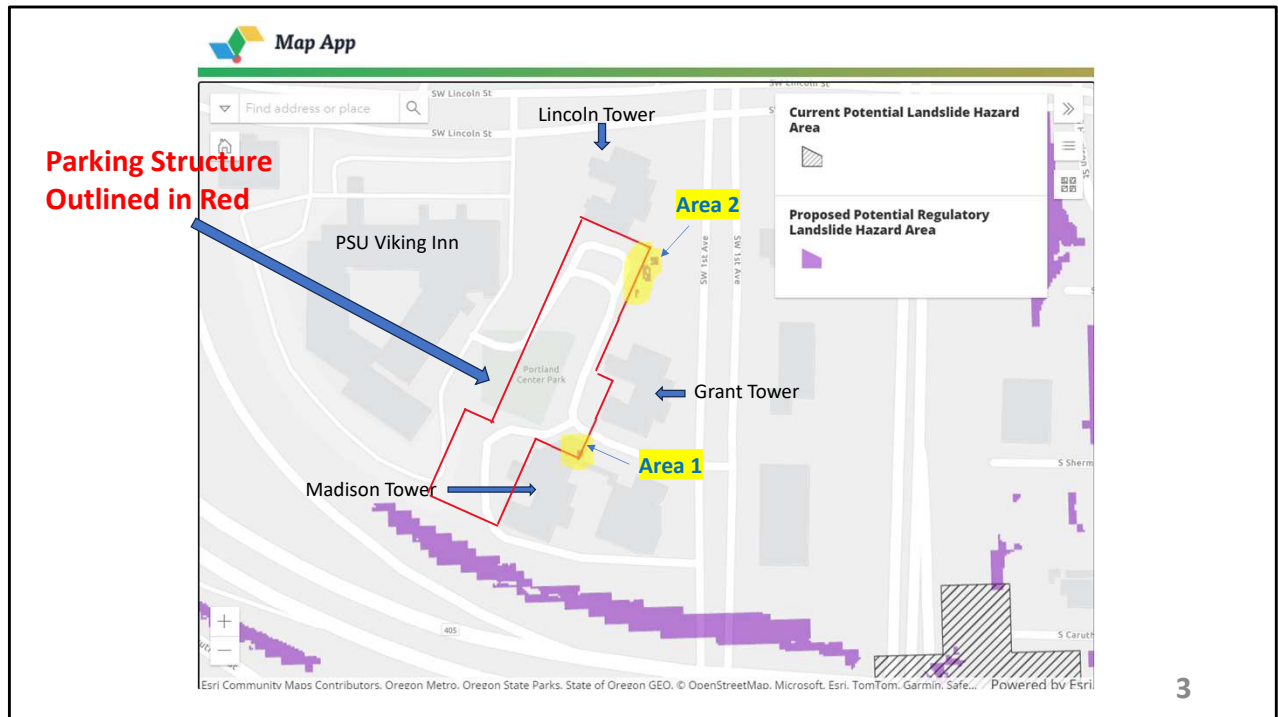 Map App
Find address or place
SW Lincoln St
SW Lincoln St
SW Lincoln St
Lincoln Tower
Current Potential Landslide Hazard
Area
Proposed Potential Regulatory
Landslide Hazard Area
Parking Structure
Outlined in Red
PSU Viking Inn
Area 2
SW 1st Ave
SW 1st Ave
Portland
Center Park
Grant Tower
Area 1
S Sherm
Madison Tower
405
S Caruth
Esri Community Maps Contributors, Oregon Metro, Oregon State Parks, State of Oregon GEO, © OpenStreetMap, Microsoft, Esri, TomTom, Garmin, Safe... Powered by Esri
3